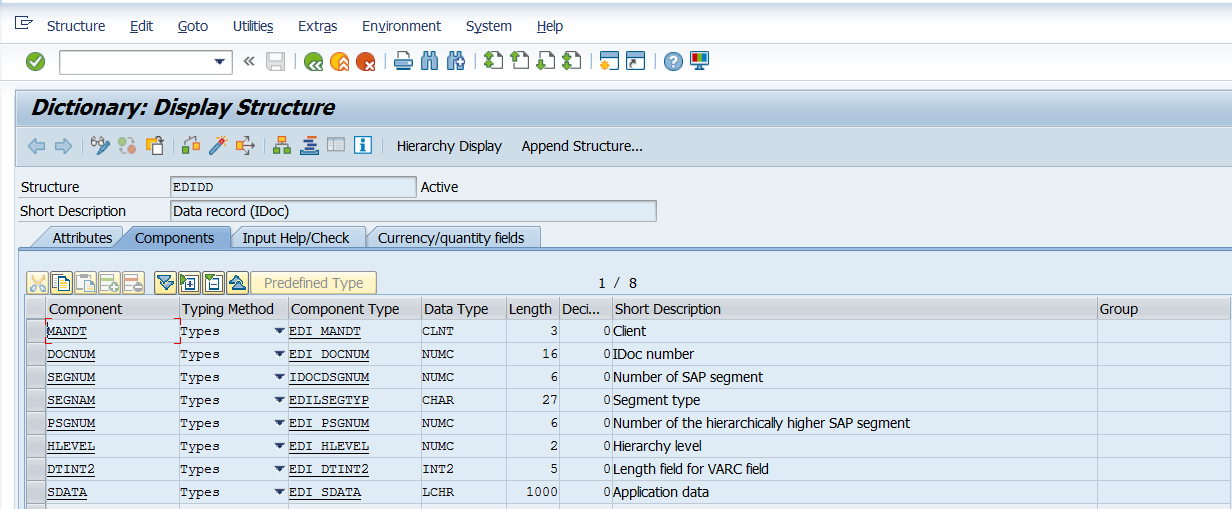 Structure Edit Goto Utilities Extras Environment System Help
Dictionary: Display Structure
Hierarchy Display Append Structure...
Structure EDIDD Active
Short Description Data record (IDoc)
Attributes Components Input Help/Check Currency/quantity fields
Predefined Type 1 / 8
Component Typing Method Component Type Data Type Length Deci... Short Description Group
MANDT Types EDI_MANDT CLNT 3 0 Client
DOCNUM Types EDI_DOCNUM NUMC 16 0 IDoc number
SEGNUM Types IDOCDSGNUM NUMC 6 0 Number of SAP segment
SEGNAM Types EDILSEGTYP CHAR 27 0 Segment type
PSGNUM Types EDI_PSGNUM NUMC 6 0 Number of the hierarchically higher SAP segment
HLEVEL Types EDI_HLEVEL NUMC 2 0 Hierarchy level
DTINT2 Types EDI_DTINT2 INT2 5 0 Length field for VARC field
SDATA Types EDI_SDATA LCHR 1000 0 Application data